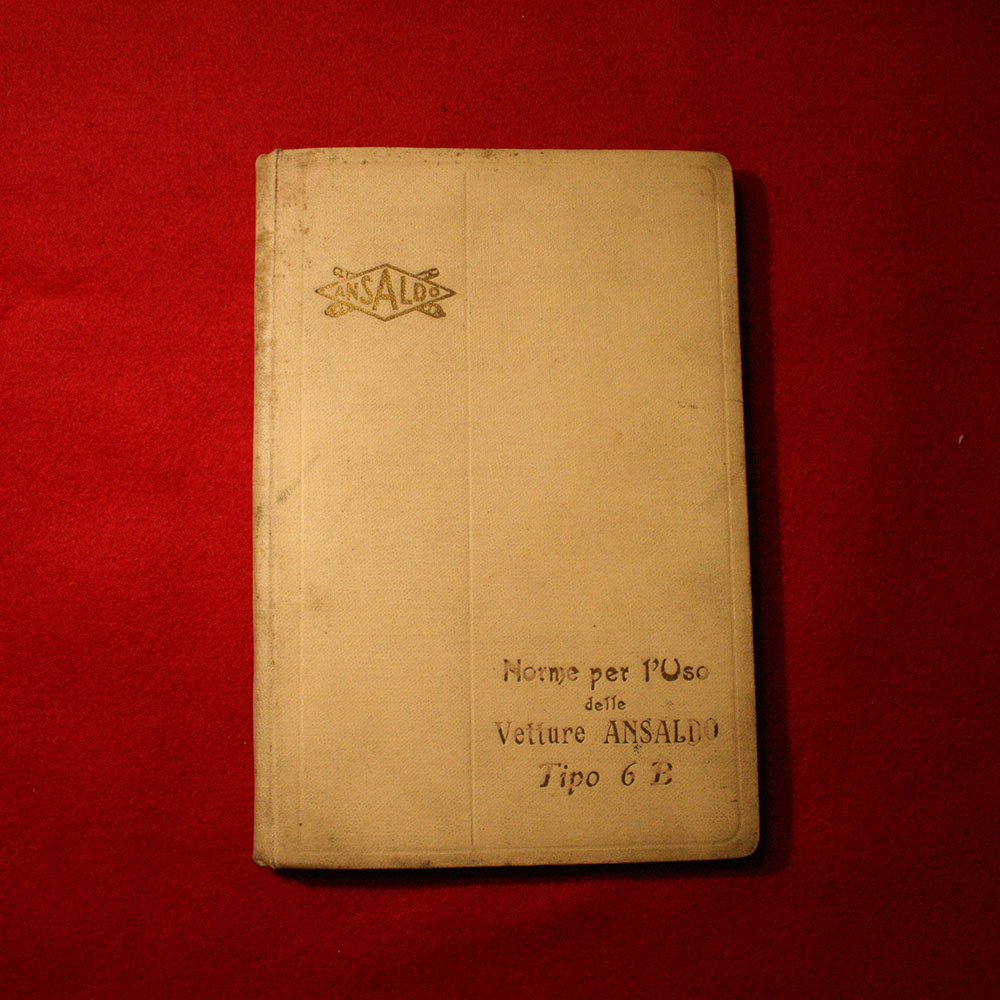 ANSALDO
Norme per l'Uso
delle
Vetture ANSALDO
Tipo 6 B